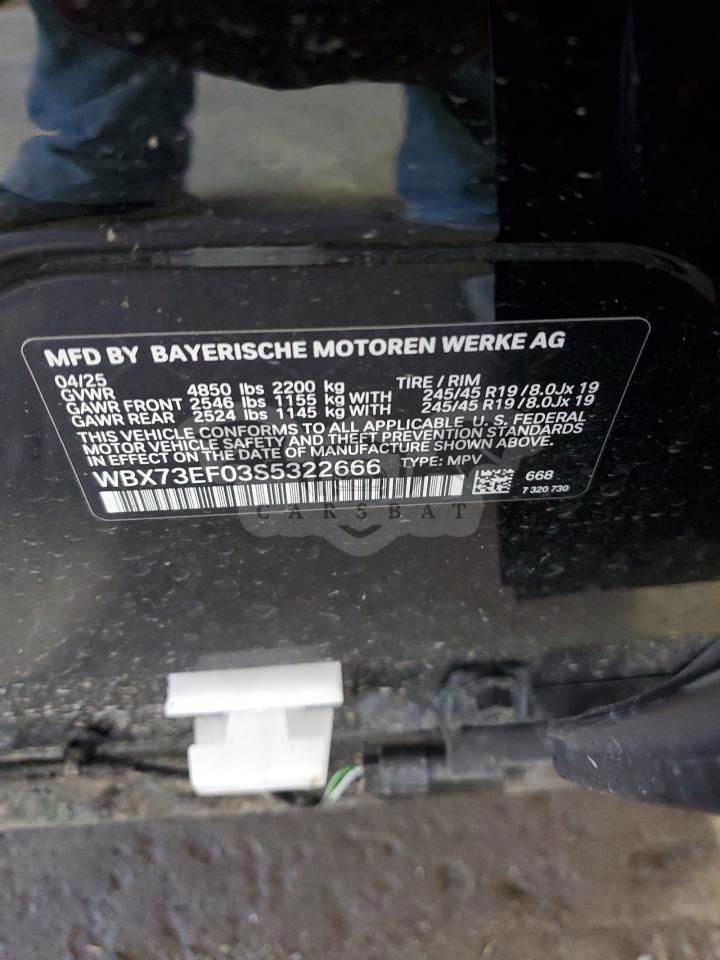 MFD BY BAYERISCHE MOTOREN WERKE AG
04/25 TIRE / RIM
GVWR 4850 lbs 2200 kg
GAWR FRONT 2546 lbs 1155 kg WITH 245/45 R19 / 8.0Jx 19
GAWR REAR 2524 lbs 1145 kg WITH 245/45 R19 / 8.0Jx 19
THIS VEHICLE CONFORMS TO ALL APPLICABLE U. S. FEDERAL
MOTOR VEHICLE SAFETY AND THEFT PREVENTION STANDARDS
IN EFFECT ON THE DATE OF MANUFACTURE SHOWN ABOVE.
WBX73EF03S5322666 TYPE: MPV
668
7 320 730
CARSBAT